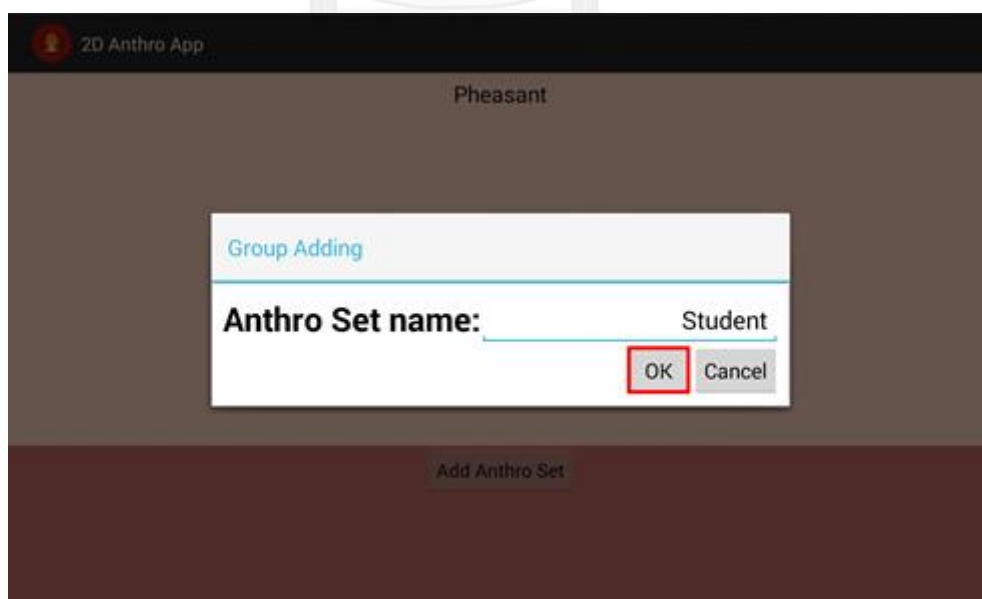 2D Anthro App
Pheasant
Group Adding
Anthro Set name: Student
OK Cancel
Add Anthro Set